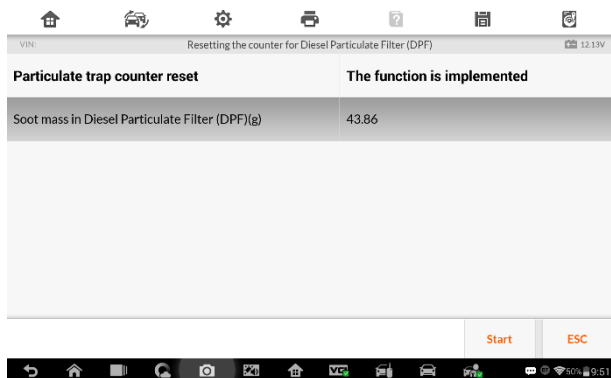 VIN:
Resetting the counter for Diesel Particulate Filter (DPF)
12.13V
Particulate trap counter reset
The function is implemented
Soot mass in Diesel Particulate Filter (DPF)(g)
43.86
Start
ESC
50%
9:51